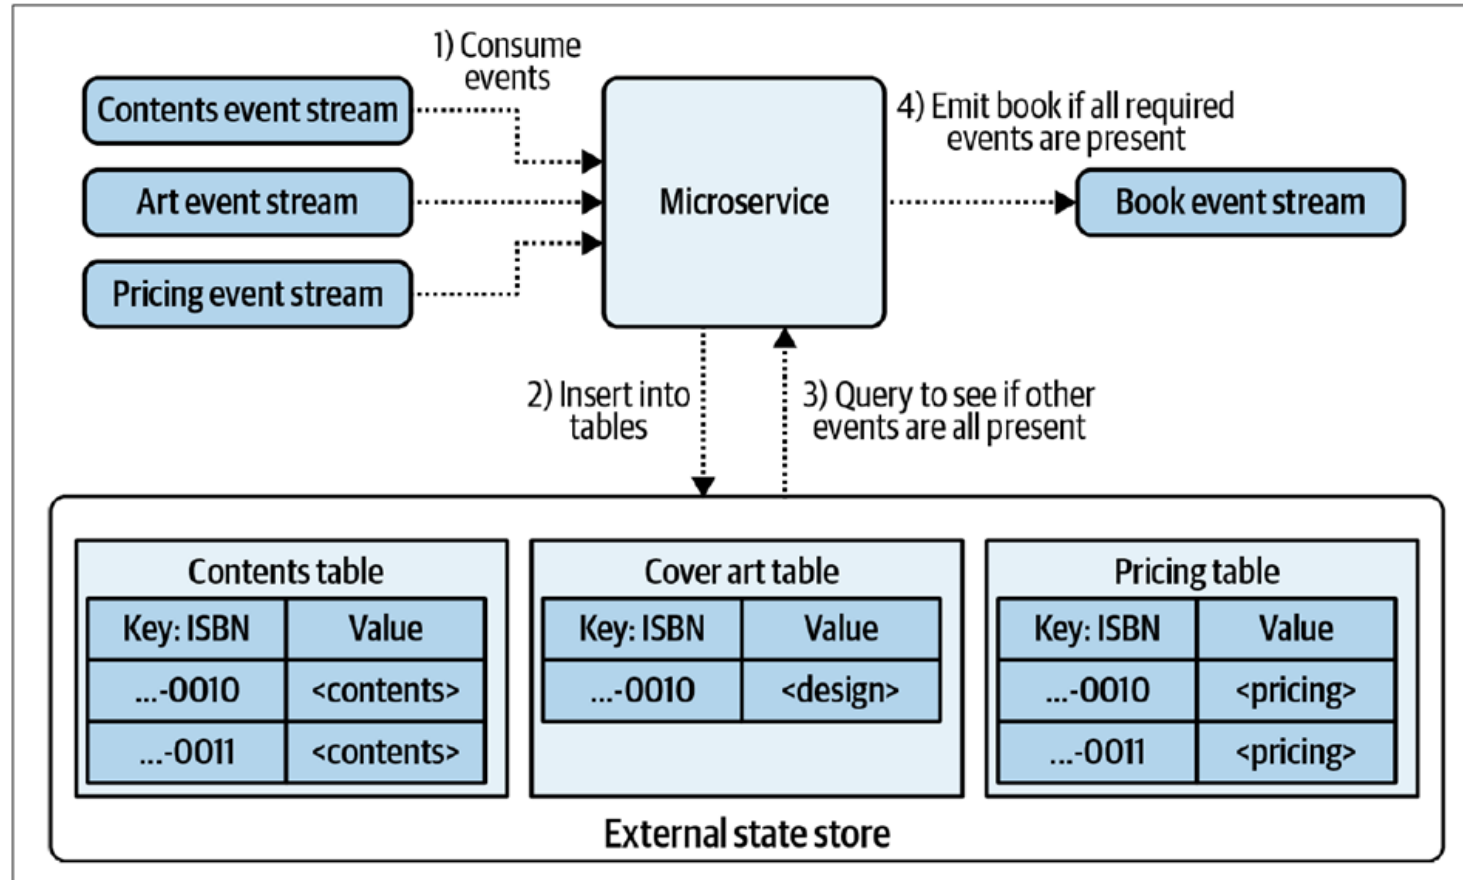 1) Consume
events
Contents event stream
Art event stream
Pricing event stream
Microservice
4) Emit book if all required
events are present
Book event stream
2) Insert into
tables
3) Query to see if other
events are all present
Contents table
Key: ISBN Value
...-0010 <contents>
...-0011 <contents>
Cover art table
Key: ISBN Value
...-0010 <design>
Pricing table
Key: ISBN Value
...-0010 <pricing>
...-0011 <pricing>
External state store